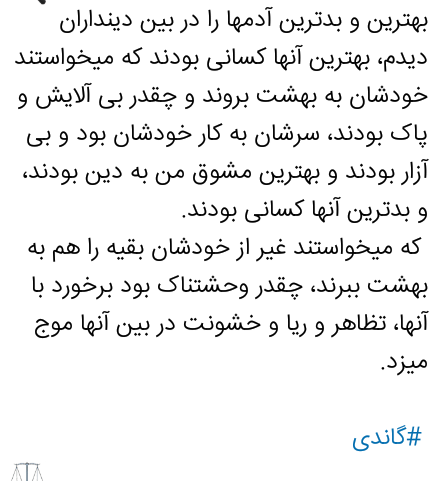 بهترین و بدترین آدمها را در بین دینداران
دیدم، بهترین آنها کسانی بودند که میخواستند
خودشان به بهشت بروند و چقدر بی آلایش و
پاک بودند، سرشان به کار خودشان بود و بی
آزار بودند و بهترین مشوق من به دین بودند،
و بدترین آنها کسانی بودند.
که میخواستند غیر از خودشان بقیه را هم به
بهشت ببرند، چقدر وحشتناک بود برخورد با
آنها، تظاهر و ریا و خشونت در بین آنها موج
میزد.
#گاندی